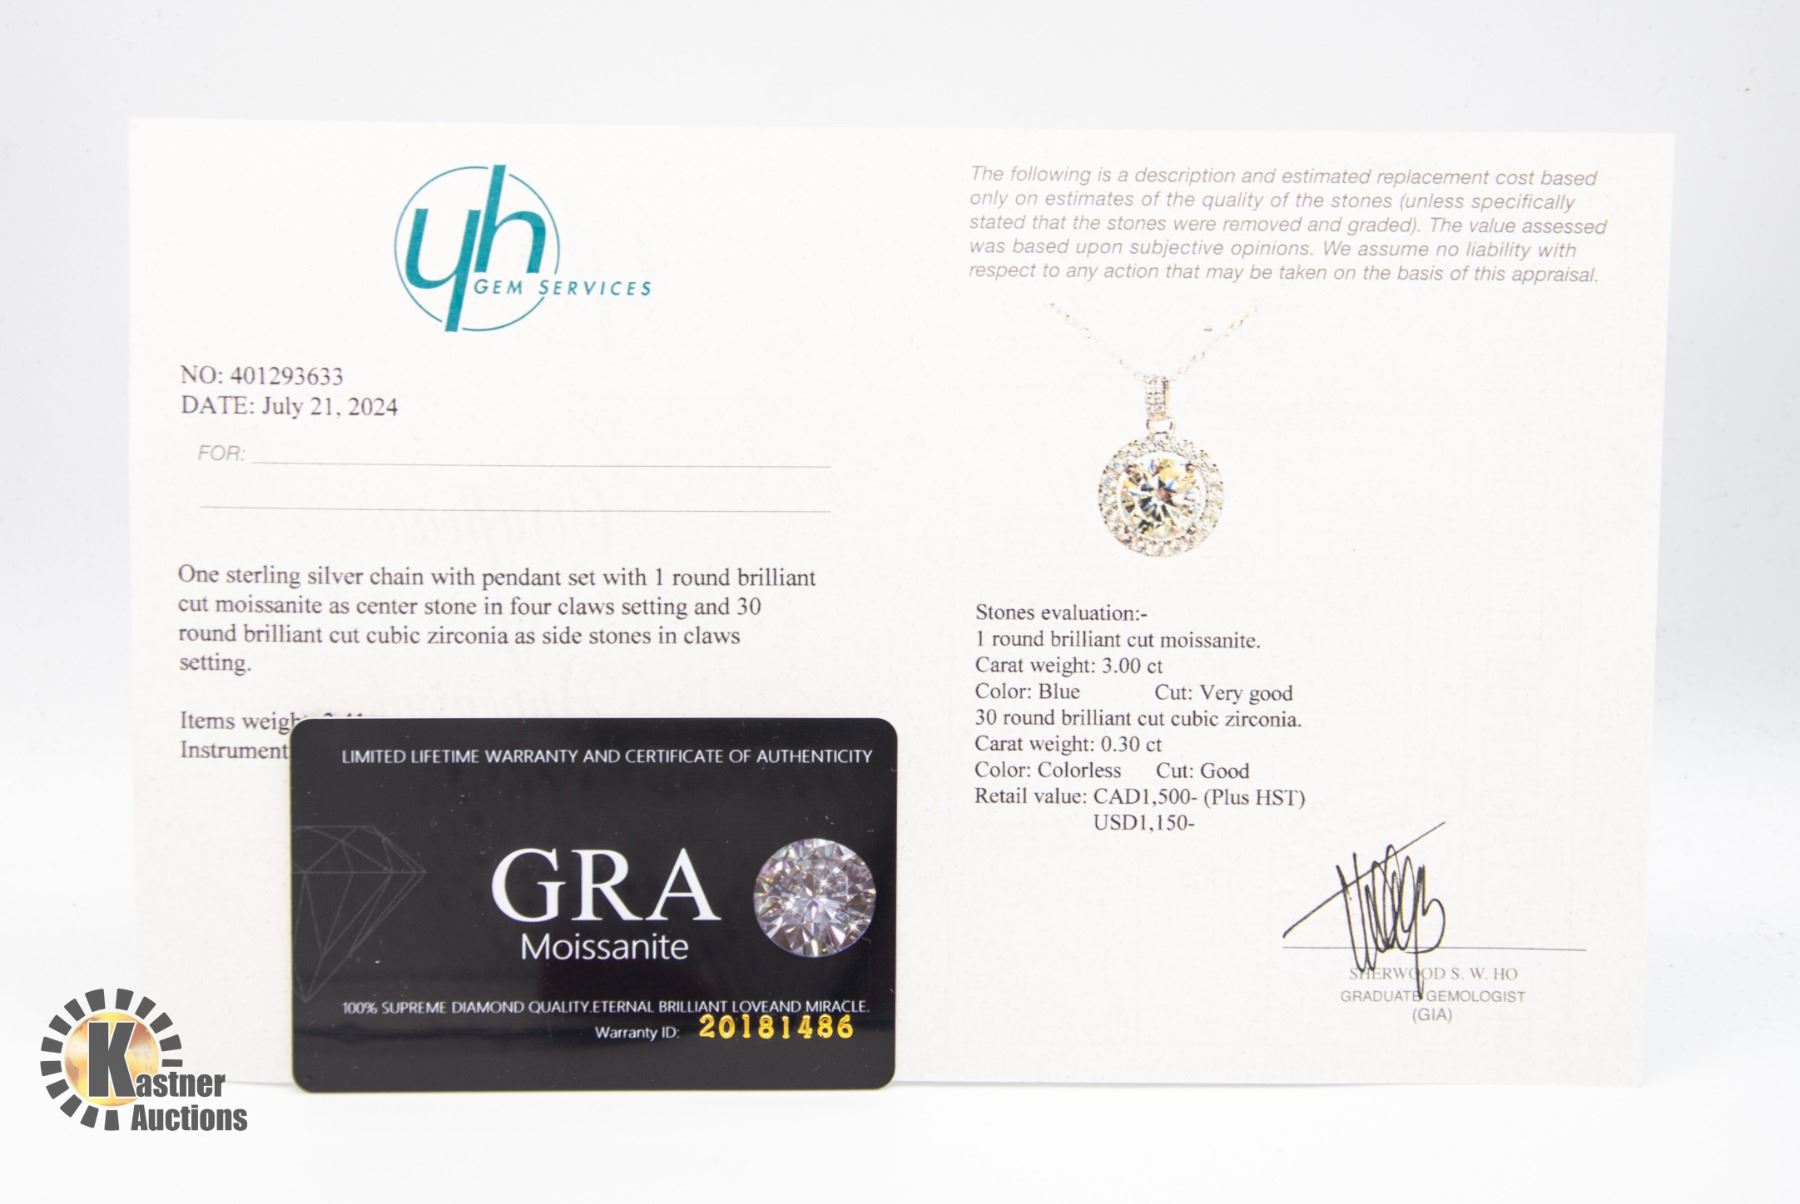 yh
GEM SERVICES
NO: 401293633
DATE: July 21, 2024
FOR:
One sterling silver chain with pendant set with 1 round brilliant
cut moissanite as center stone in four claws setting and 30
round brilliant cut cubic zirconia as side stones in claws
setting.
Items
Instrument
The following is a description and estimated replacement cost based
only on estimates of the quality of the stones (unless specifically
stated that the stones were removed and graded). The value assessed
was based upon subjective opinions. We assume no liability with
respect to any action that may be taken on the basis of this appraisal.
Stones evaluation:-
1 round brilliant cut moissanite.
Carat weight: 3.00 ct
Color: Blue Cut: Very good
30 round brilliant cut cubic zirconia.
Carat weight: 0.30 ct
Color: Colorless Cut: Good
Retail value: CAD1,500- (Plus HST)
USD1,150-
SHERWOOD S. W. HO
GRADUATE GEMOLOGIST
(GIA)
LIMITED LIFETIME WARRANTY AND CERTIFICATE OF AUTHENTICITY
GRA
Moissanite
100% SUPREME DIAMOND QUALITY.ETERNAL BRILLIANT LOVEAND MIRACLE.
Warranty ID: 20181486
Kastner
Auctions